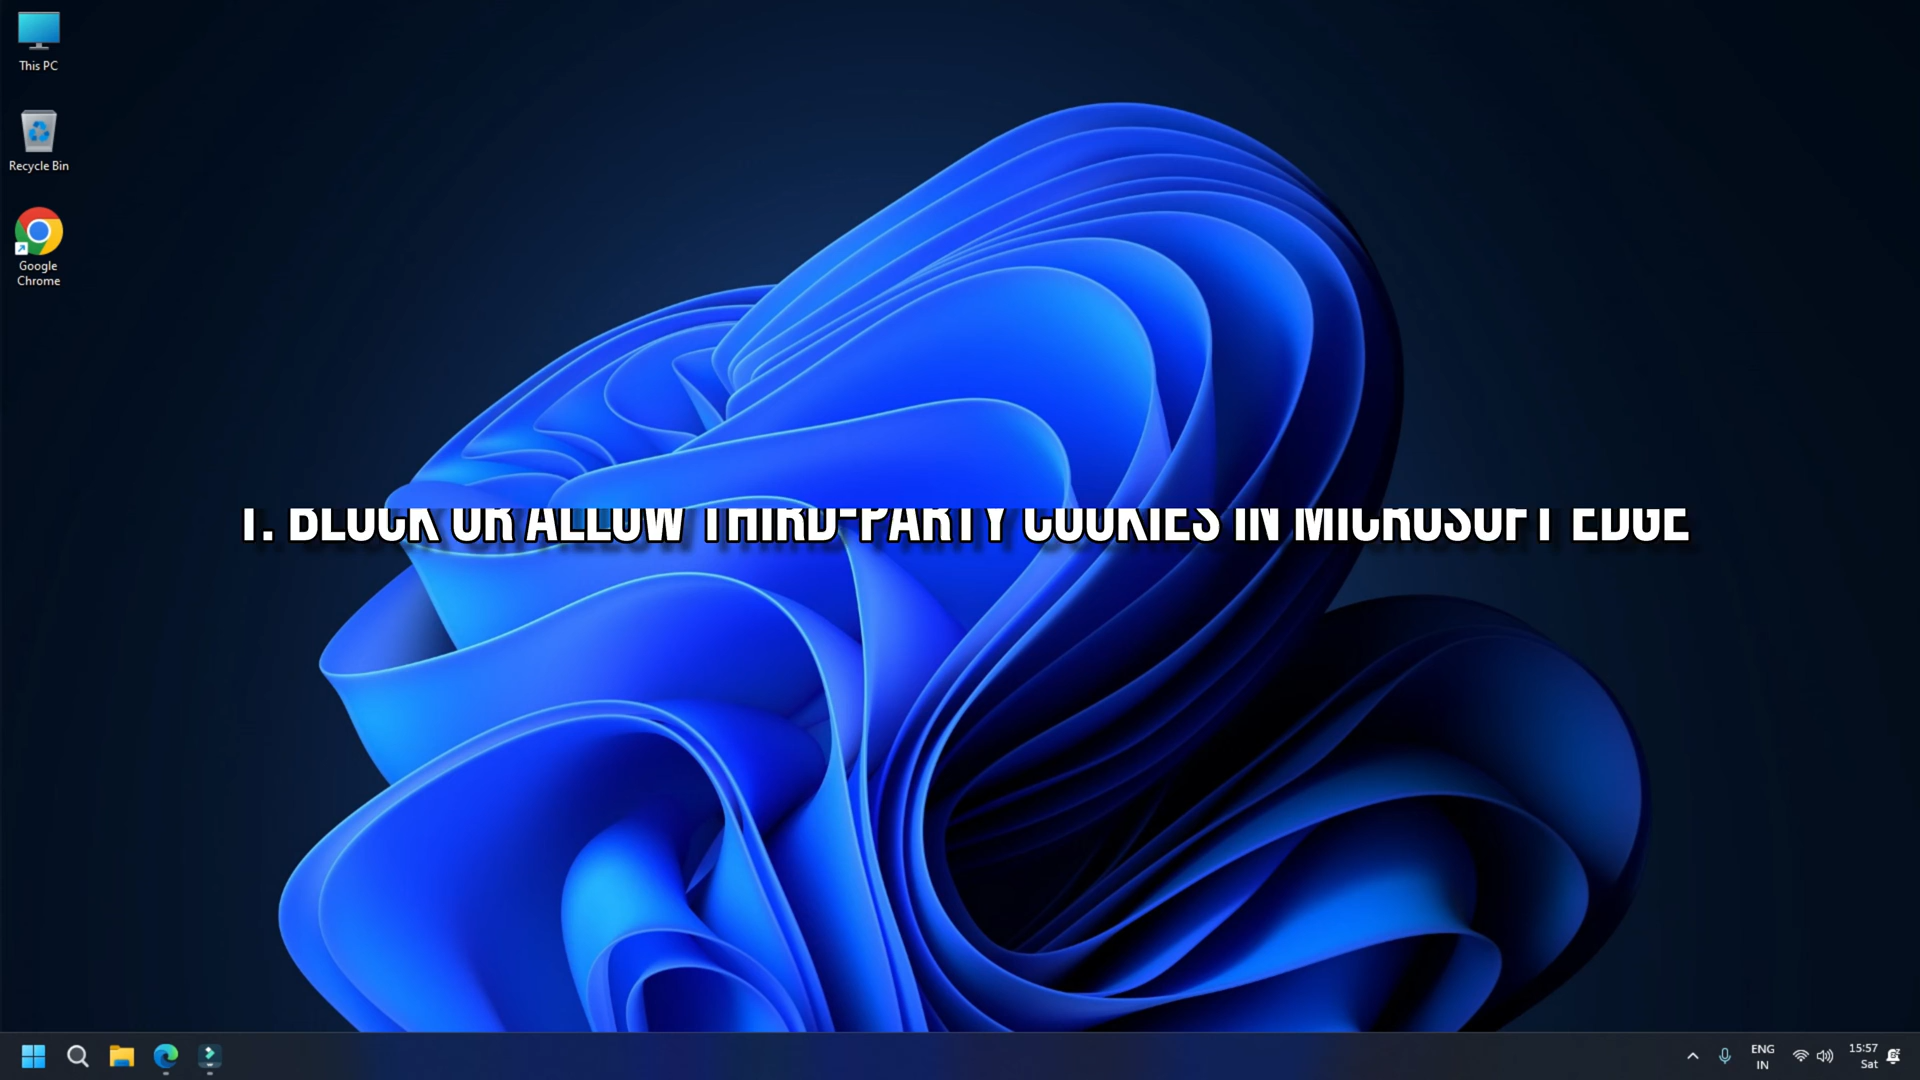 This PC
Recycle Bin
Google
Chrome
1. BLOCK OR ALLOW THIRD-PARTY COOKIES IN MICROSOFT EDGE
ENG
IN
15:57
Sat